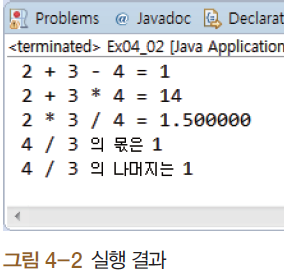 Problems @ Javadoc Declarat
<terminated> Ex04_02 [Java Application
2 + 3 - 4 = 1
2 + 3 * 4 = 14
2 * 3 / 4 = 1.500000
4 / 3 의 몫은 1
4 / 3 의 나머지는 1
그림 4-2 실행 결과